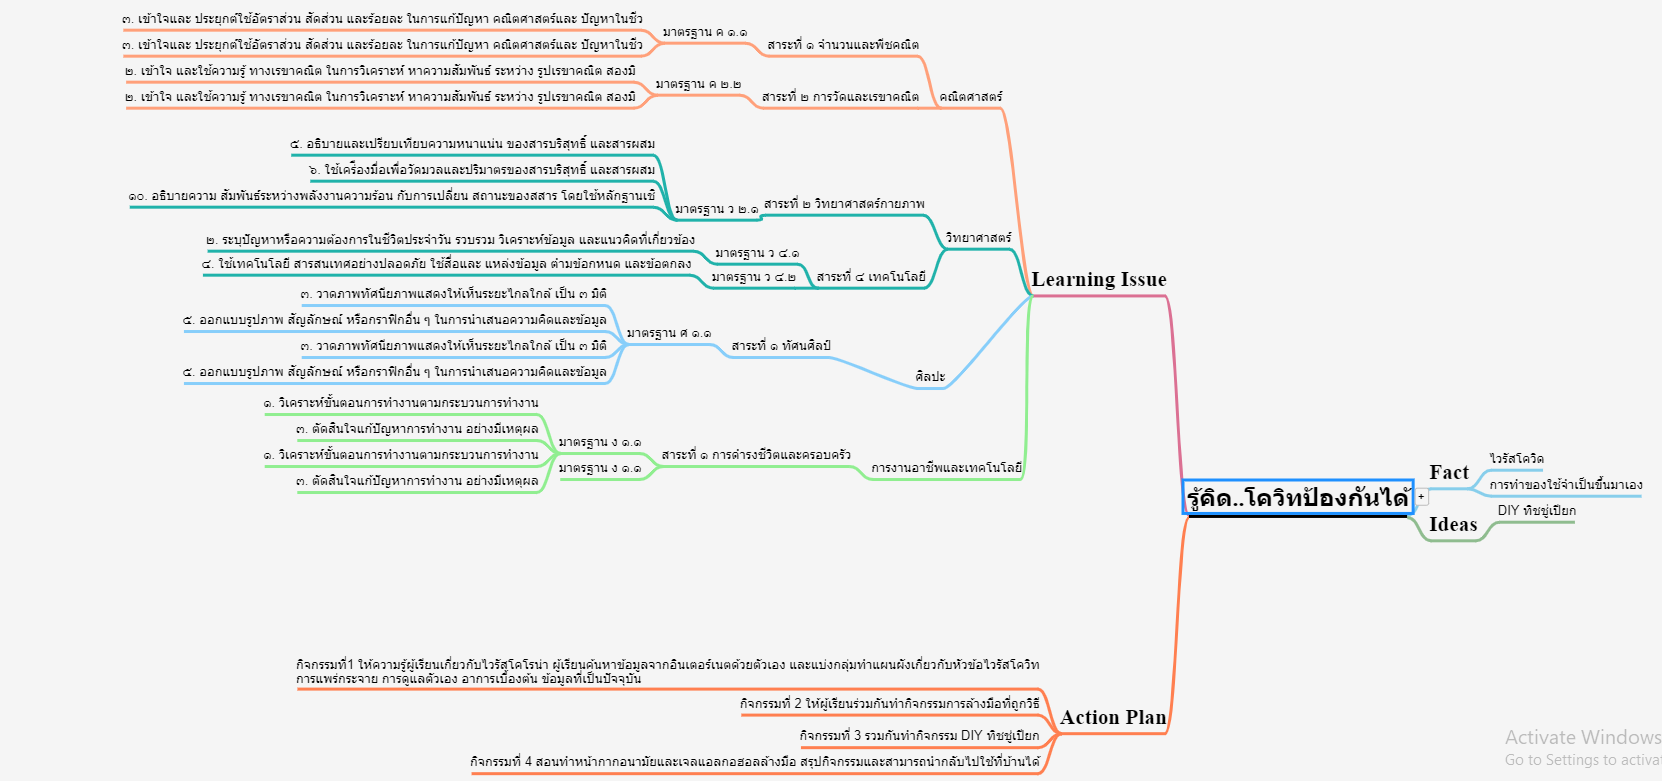 ๓. เข้าใจและ ประยุกต์ใช้อัตราส่วน สัดส่วน และร้อยละ ในการแก้ปัญหา คณิตศาสตร์และ ปัญหาในชีว
๓. เข้าใจและ ประยุกต์ใช้อัตราส่วน สัดส่วน และร้อยละ ในการแก้ปัญหา คณิตศาสตร์และ ปัญหาในชีว
มาตรฐาน ค ๑.๑
สาระที่ ๑ จำนวนและพีชคณิต
๒. เข้าใจ และใช้ความรู้ ทางเรขาคณิต ในการวิเคราะห์ หาความสัมพันธ์ ระหว่าง รูปเรขาคณิต สองมิ
๒. เข้าใจ และใช้ความรู้ ทางเรขาคณิต ในการวิเคราะห์ หาความสัมพันธ์ ระหว่าง รูปเรขาคณิต สองมิ
มาตรฐาน ค ๒.๒
สาระที่ ๒ การวัดและเรขาคณิต
คณิตศาสตร์
๕. อธิบายและเปรียบเทียบความหนาแน่น ของสารบริสุทธิ์ และสารผสม
๖. ใช้เครื่องมือเพื่อวัดมวลและปริมาตรของสารบริสุทธิ์ และสารผสม
๑๐. อธิบายความ สัมพันธ์ระหว่างพลังงานความร้อน กับการเปลี่ยน สถานะของสสาร โดยใช้หลักฐานเชิ
มาตรฐาน ว ๒.๑
สาระที่ ๒ วิทยาศาสตร์กายภาพ
๒. ระบุปัญหาหรือความต้องการในชีวิตประจำวัน รวบรวม วิเคราะห์ข้อมูล และแนวคิดที่เกี่ยวข้อง
มาตรฐาน ว ๔.๑
๔. ใช้เทคโนโลยี สารสนเทศอย่างปลอดภัย ใช้สื่อและ แหล่งข้อมูล ตามข้อกหนด และข้อตกลง
มาตรฐาน ว ๔.๒
สาระที่ ๔ เทคโนโลยี
วิทยาศาสตร์
Learning Issue
๓. วาดภาพทัศนียภาพแสดงให้เห็นระยะไกลใกล้ เป็น ๓ มิติ
๕. ออกแบบรูปภาพ สัญลักษณ์ หรือกราฟิกอื่น ๆ ในการนำเสนอความคิดและข้อมูล
๓. วาดภาพทัศนียภาพแสดงให้เห็นระยะไกลใกล้ เป็น ๓ มิติ
๕. ออกแบบรูปภาพ สัญลักษณ์ หรือกราฟิกอื่น ๆ ในการนำเสนอความคิดและข้อมูล
มาตรฐาน ศ ๑.๑
สาระที่ ๑ ทัศนศิลป์
ศิลปะ
๑. วิเคราะห์ขั้นตอนการทำงานตามกระบวนการทำงาน
๓. ตัดสินใจแก้ปัญหาการทำงาน อย่างมีเหตุผล
๑. วิเคราะห์ขั้นตอนการทำงานตามกระบวนการทำงาน
๓. ตัดสินใจแก้ปัญหาการทำงาน อย่างมีเหตุผล
มาตรฐาน ง ๑.๑
มาตรฐาน ง ๑.๑
สาระที่ ๑ การดำรงชีวิตและครอบครัว
การงานอาชีพและเทคโนโลยี
รู้คิด..โควิทป้องกันได้
+
Fact
ไวรัสโควิด
การทำของใช้จำเป็นขึ้นมาเอง
Ideas
DIY ทิชชู่เปียก
กิจกรรมที่1 ให้ความรู้ผู้เรียนเกี่ยวกับไวรัสโคโรน่า ผู้เรียนค้นหาข้อมูลจากอินเตอร์เนตด้วยตัวเอง และแบ่งกลุ่มทำแผนผังเกี่ยวกับหัวข้อไวรัสโควิท
การแพร่กระจาย การดูแลตัวเอง อาการเบื้องต้น ข้อมูลที่เป็นปัจจุบัน
กิจกรรมที่ 2 ให้ผู้เรียนร่วมกันทำกิจกรรมการล้างมือที่ถูกวิธี
กิจกรรมที่ 3 รวมกันทำกิจกรรม DIY ทิชชู่เปียก
กิจกรรมที่ 4 สอนทำหน้ากากอนามัยและเจลแอลกอฮอลล้างมือ สรุปกิจกรรมและสามารถนำกลับไปใช้ที่บ้านได้
Action Plan
Activate Windows
Go to Settings to activat